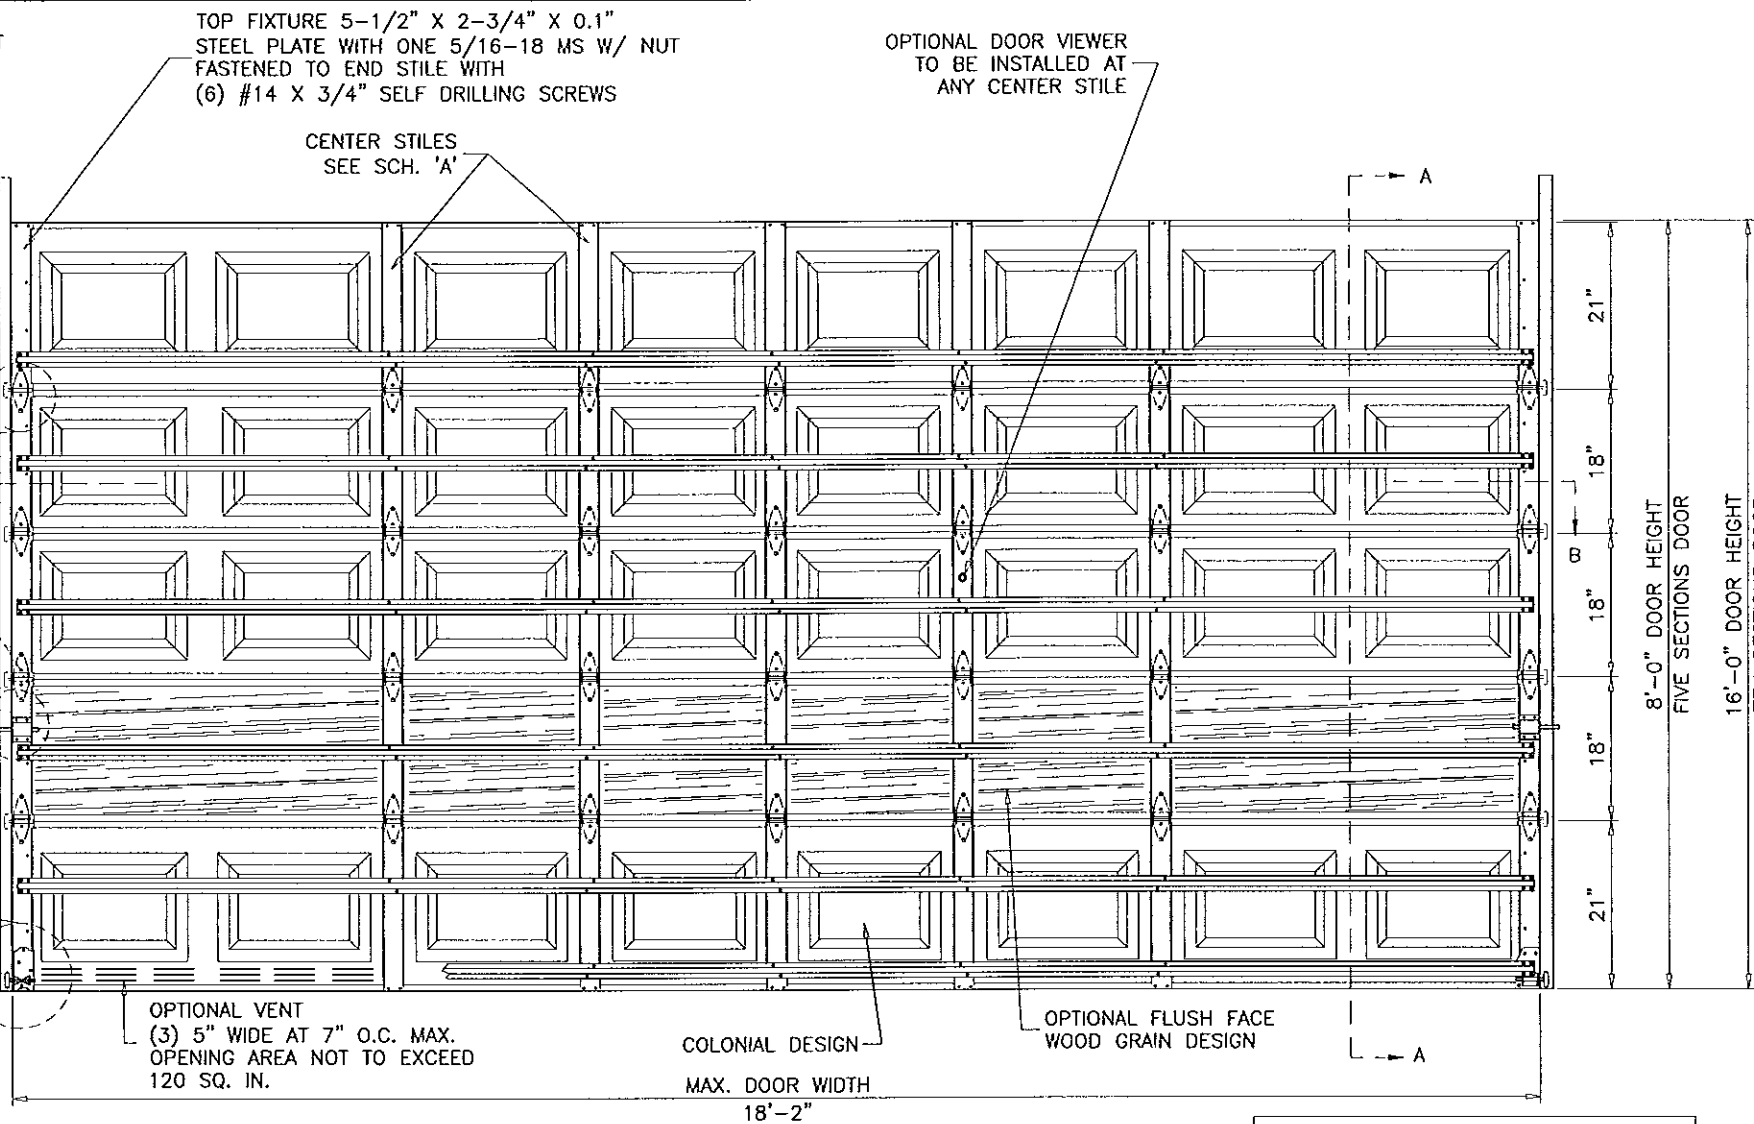 TOP FIXTURE 5-1/2" X 2-3/4" X 0.1"
STEEL PLATE WITH ONE 5/16-18 MS W/ NUT
FASTENED TO END STILE WITH
(6) #14 X 3/4" SELF DRILLING SCREWS
OPTIONAL DOOR VIEWER
TO BE INSTALLED AT
ANY CENTER STILE
CENTER STILES
SEE SCH. 'A'
A
21"
18"
B
18"
18"
21"
8'-0" DOOR HEIGHT
FIVE SECTIONS DOOR
16'-0" DOOR HEIGHT
OPTIONAL VENT
(3) 5" WIDE AT 7" O.C. MAX.
OPENING AREA NOT TO EXCEED
120 SQ. IN.
COLONIAL DESIGN
OPTIONAL FLUSH FACE
WOOD GRAIN DESIGN
A
MAX. DOOR WIDTH
18'-2"